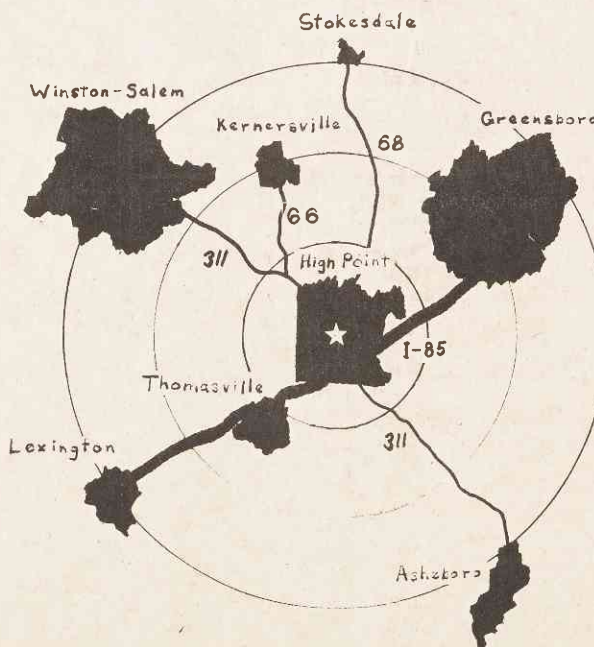 Stokesdale
Winston-Salem
Kernersville
Greensboro
68
66
311
High Point
I-85
Thomasville
311
Lexington
Asheboro